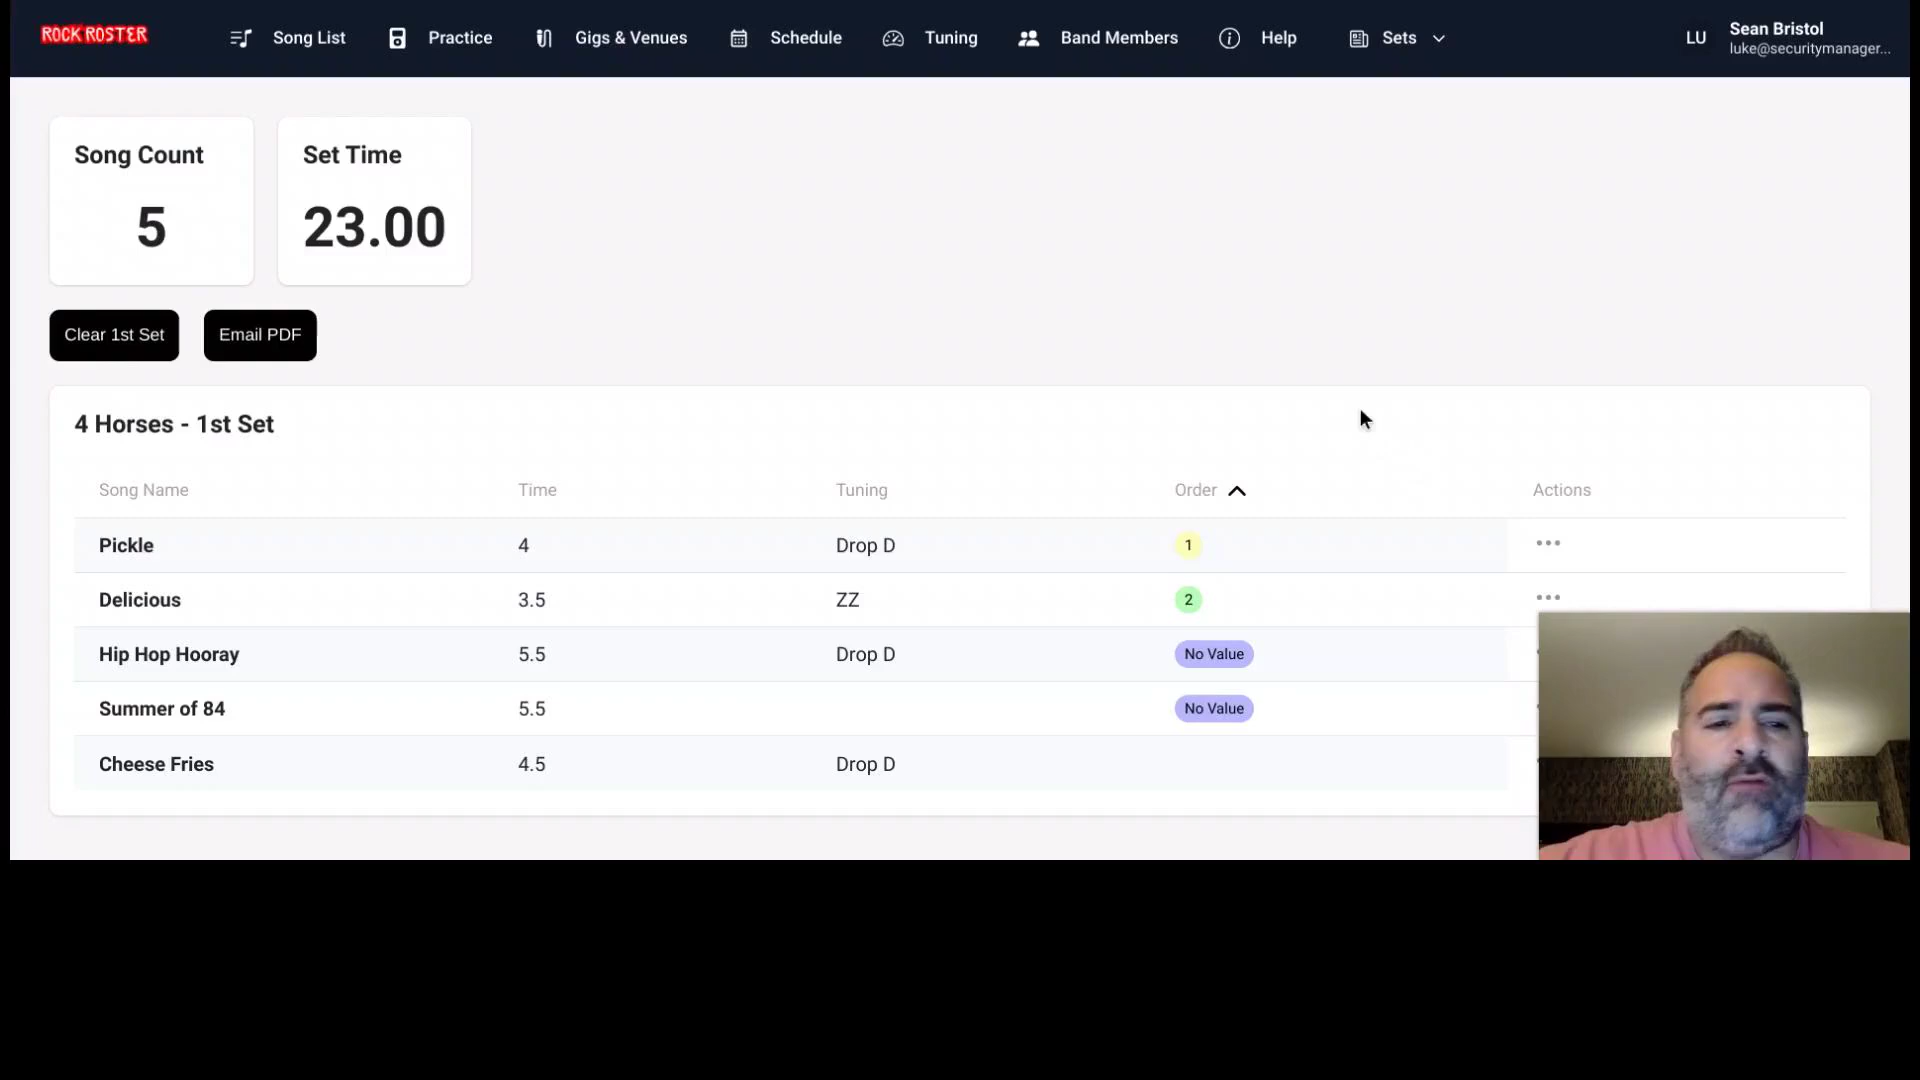 ROCK ROSTER
Song List
Practice
Gigs & Venues
Schedule
Tuning
Band Members
Help
Sets
LU
Sean Bristol
luke@securitymanager...
Song Count
5
Set Time
23.00
Clear 1st Set
Email PDF
4 Horses - 1st Set
Song Name Time Tuning Order Actions
Pickle 4 Drop D 1
Delicious 3.5 ZZ 2
Hip Hop Hooray 5.5 Drop D No Value
Summer of 84 5.5 No Value
Cheese Fries 4.5 Drop D